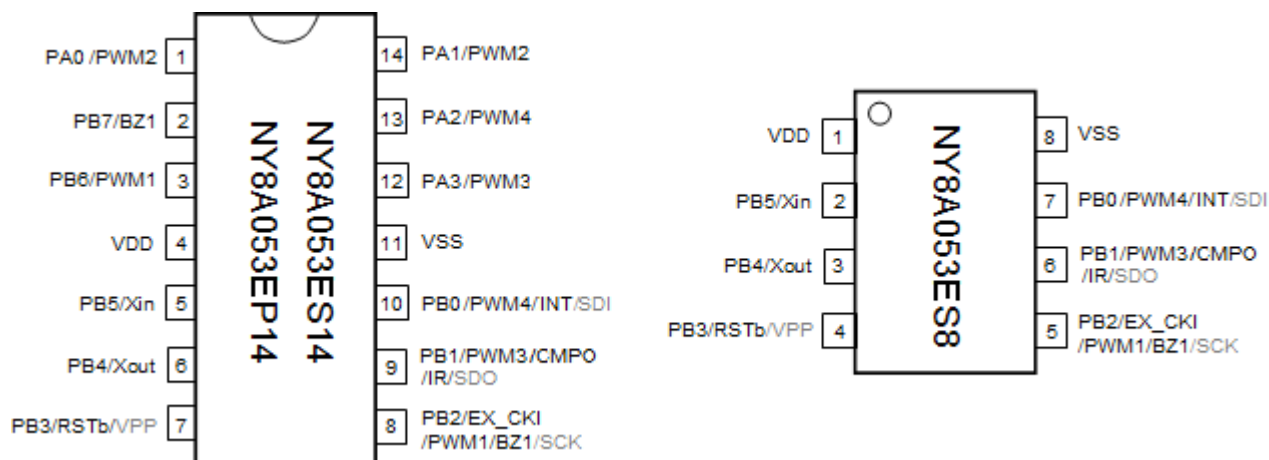 PA0 /PWM2 1
PB7/BZ1 2
PB6/PWM1 3
VDD 4
PB5/Xin 5
PB4/Xout 6
PB3/RSTb/VPP 7
NY8A053EP14
NY8A053ES14
14 PA1/PWM2
13 PA2/PWM4
12 PA3/PWM3
11 VSS
10 PB0/PWM4/INT/SDI
9 PB1/PWM3/CMPO
/IR/SDO
8 PB2/EX_CKI
/PWM1/BZ1/SCK
VDD 1
PB5/Xin 2
PB4/Xout 3
PB3/RSTb/VPP 4
NY8A053ES8
8 VSS
7 PB0/PWM4/INT/SDI
6 PB1/PWM3/CMPO
/IR/SDO
5 PB2/EX_CKI
/PWM1/BZ1/SCK